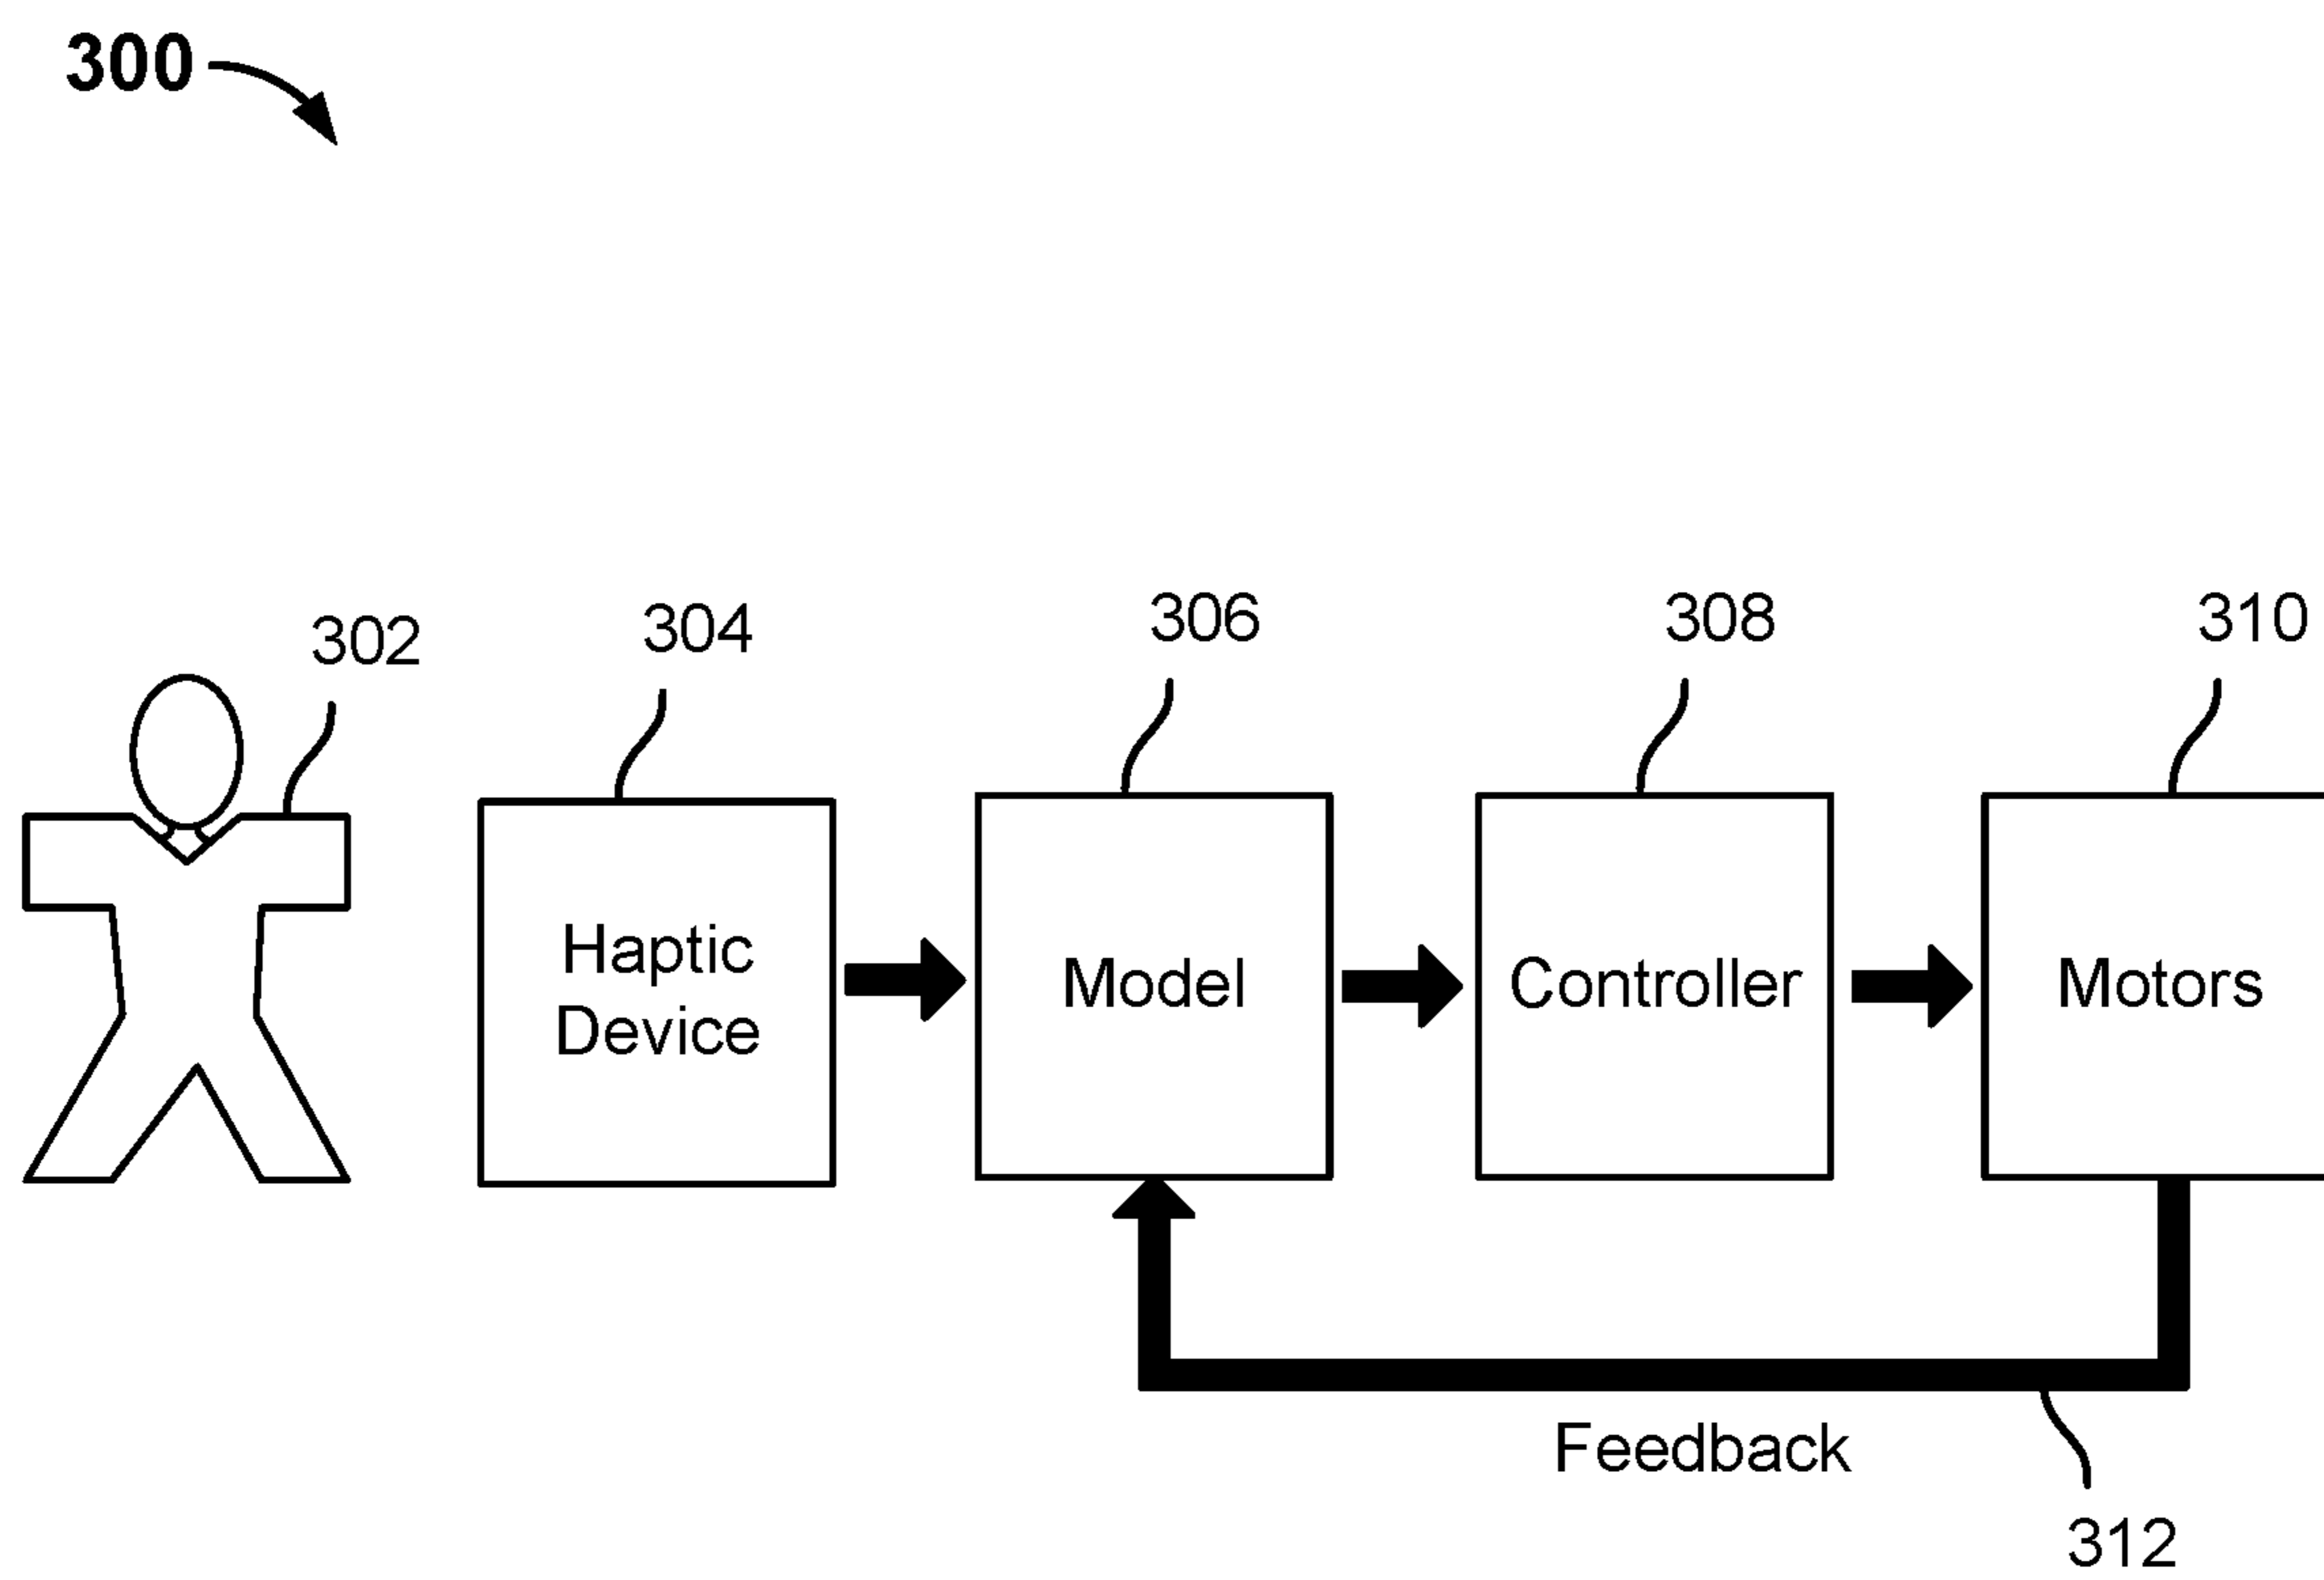 300
302
304
306
308
310
Haptic
Device
Model
Controller
Motors
Feedback
312